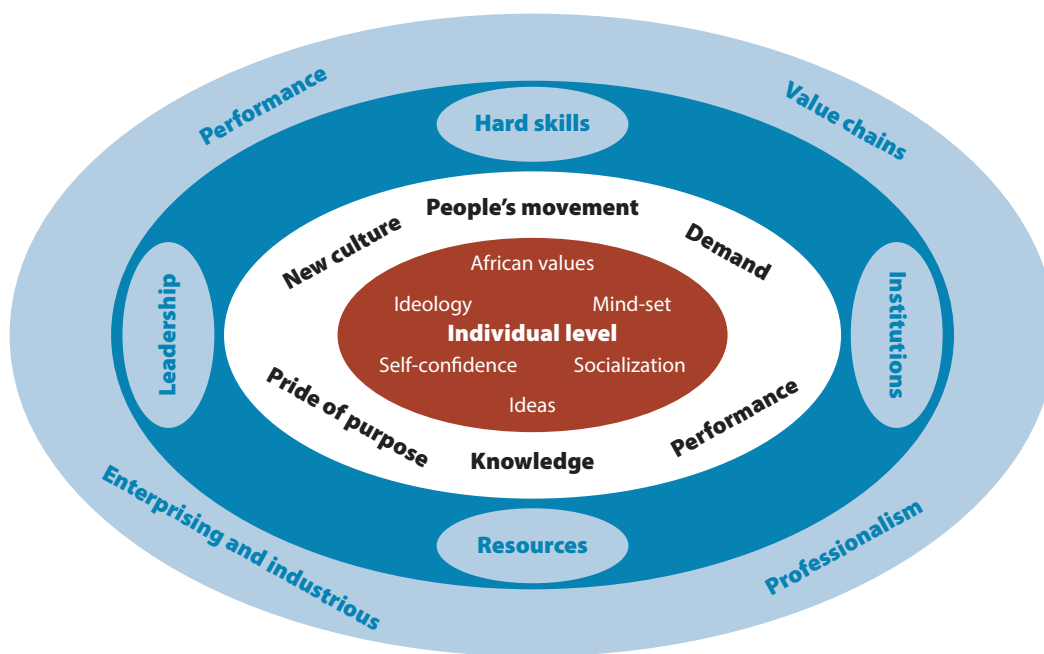 Performance
Value chains
Hard skills
People's movement
New culture
Demand
African values
Leadership
Ideology
Mind-set
Institutions
Individual level
Self-confidence
Socialization
Ideas
Pride of purpose
Performance
Knowledge
Enterprising and industrious
Resources
Professionalism